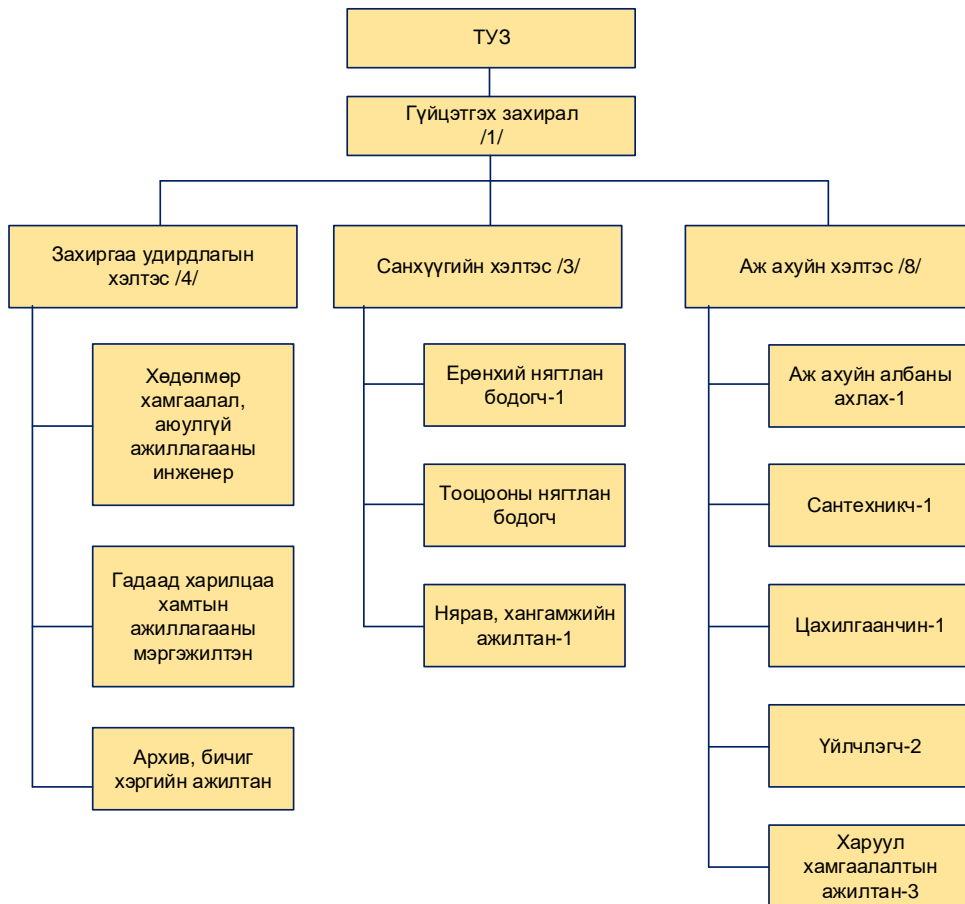 ТУЗ
Гүйцэтгэх захирал
/1/
Захиргаа удирдлагын
хэлтэс /4/
Санхүүгийн хэлтэс /3/
Аж ахуйн хэлтэс /8/
Хөдөлмөр
хамгаалал,
аюулгүй
ажиллагааны
инженер
Гадаад харилцаа
хамтын
ажиллагааны
мэргэжилтэн
Архив, бичиг
хэргийн ажилтан
Ерөнхий нягтлан
бодогч-1
Тооцооны нягтлан
бодогч
Нярав, хангамжийн
ажилтан-1
Аж ахуйн албаны
ахлах-1
Сантехникч-1
Цахилгаанчин-1
Үйлчлэгч-2
Харуул
хамгаалалтын
ажилтан-3